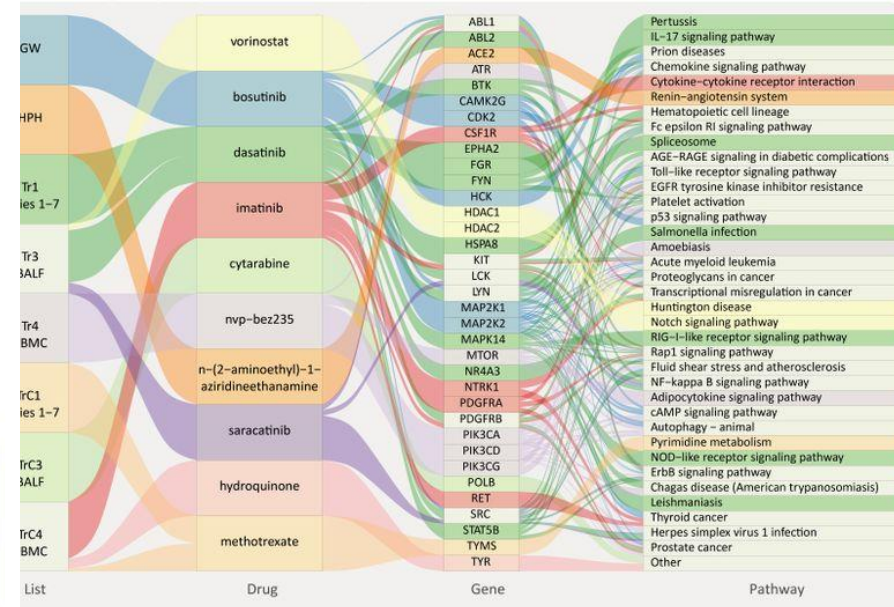 GW
HPH
Tr1
ies 1−7
Tr3
BALF
Tr4
BMC
TrC1
ies 1−7
TrC3
BALF
TrC4
BMC
List
vorinostat
bosutinib
dasatinib
imatinib
cytarabine
nvp−bez235
n−(2−aminoethyl)−1−
aziridineethanamine
saracatinib
hydroquinone
methotrexate
Drug
ABL1
ABL2
ACE2
ATR
BTK
CAMK2G
CDK2
CSF1R
EPHA2
FGR
FYN
HCK
HDAC1
HDAC2
HSPA8
KIT
LCK
LYN
MAP2K1
MAP2K2
MAPK14
MTOR
NR4A3
NTRK1
PDGFRA
PDGFRB
PIK3CA
PIK3CD
PIK3CG
POLB
RET
SRC
STAT5B
TYMS
TYR
Gene
Pertussis
IL−17 signaling pathway
Prion diseases
Chemokine signaling pathway
Cytokine−cytokine receptor interaction
Renin−angiotensin system
Hematopoietic cell lineage
Fc epsilon RI signaling pathway
Spliceosome
AGE−RAGE signaling in diabetic complications
Toll−like receptor signaling pathway
EGFR tyrosine kinase inhibitor resistance
Platelet activation
p53 signaling pathway
Salmonella infection
Amoebiasis
Acute myeloid leukemia
Proteoglycans in cancer
Transcriptional misregulation in cancer
Huntington disease
Notch signaling pathway
RIG−I−like receptor signaling pathway
Rap1 signaling pathway
Fluid shear stress and atherosclerosis
NF−kappa B signaling pathway
Adipocytokine signaling pathway
cAMP signaling pathway
Autophagy − animal
Pyrimidine metabolism
NOD−like receptor signaling pathway
ErbB signaling pathway
Chagas disease (American trypanosomiasis)
Leishmaniasis
Thyroid cancer
Herpes simplex virus 1 infection
Prostate cancer
Other
Pathway